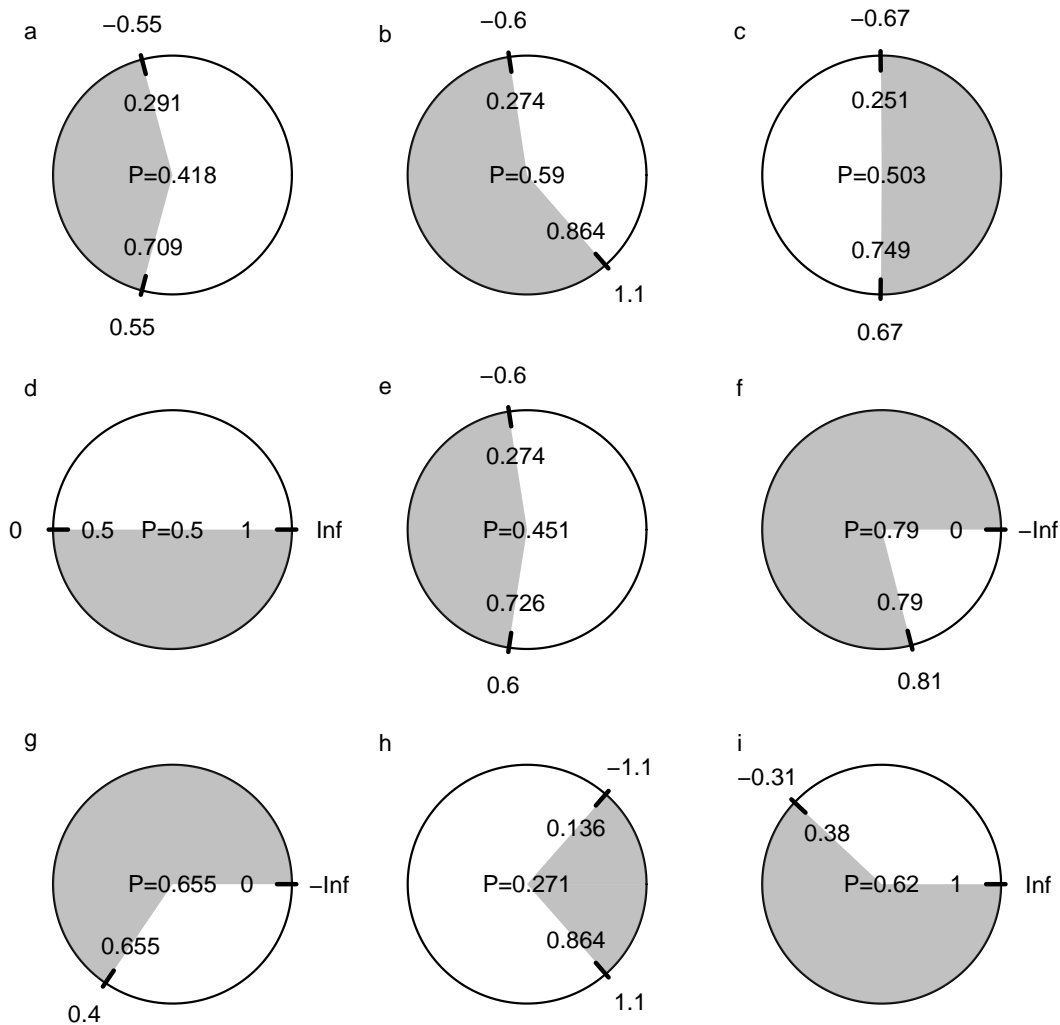 a
−0.55
0.291
P=0.418
0.709
0.55
b
−0.6
0.274
P=0.59
0.864
1.1
c
−0.67
0.251
P=0.503
0.749
0.67
d
0 0.5 P=0.5 1 Inf
e
−0.6
0.274
P=0.451
0.726
0.6
f
P=0.79 0 −Inf
0.79
0.81
g
P=0.655 0 −Inf
0.655
0.4
h
−1.1
0.136
P=0.271
0.864
1.1
i
−0.31
0.38
P=0.62 1 Inf